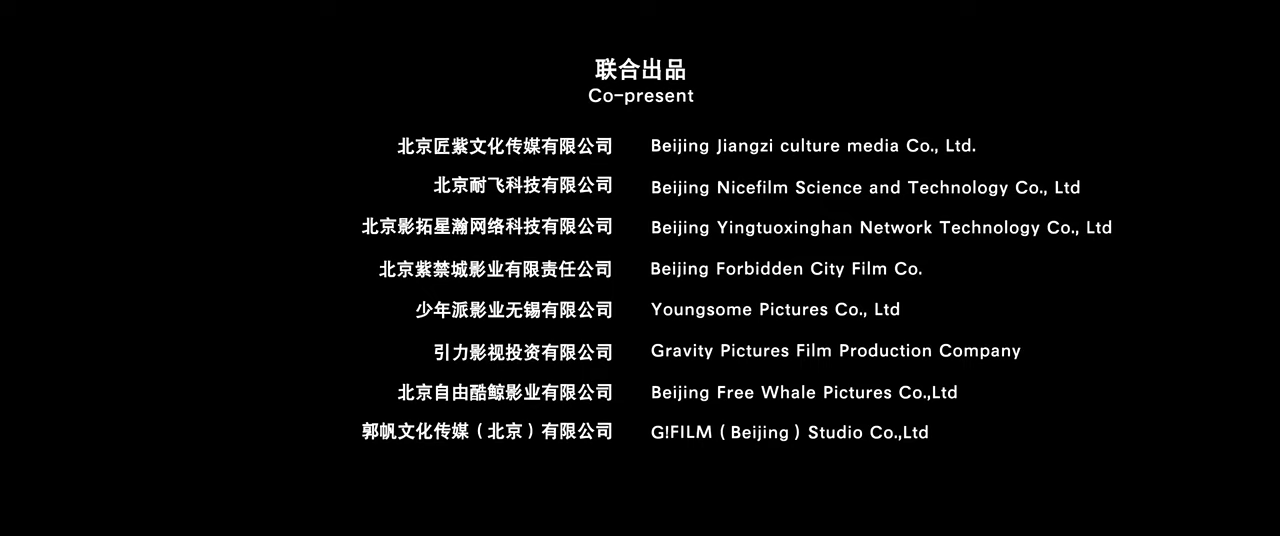 联合出品
Co-present
北京匠紫文化传媒有限公司 Beijing Jiangzi culture media Co., Ltd.
北京耐飞科技有限公司 Beijing Nicefilm Science and Technology Co., Ltd
北京影拓星瀚网络科技有限公司 Beijing Yingtuoxinghan Network Technology Co., Ltd
北京紫禁城影业有限责任公司 Beijing Forbidden City Film Co.
少年派影业无锡有限公司 Youngsome Pictures Co., Ltd
引力影视投资有限公司 Gravity Pictures Film Production Company
北京自由酷鲸影业有限公司 Beijing Free Whale Pictures Co.,Ltd
郭帆文化传媒（北京）有限公司 G!FILM（Beijing）Studio Co.,Ltd